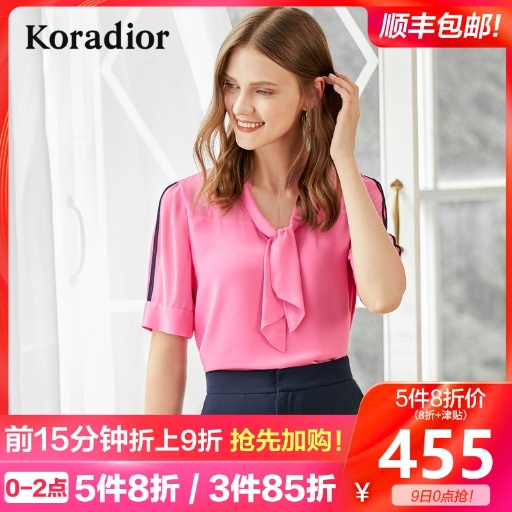 Koradior
顺丰包邮!
5件8折价
(8折+津贴)
前15分钟折上9折 抢先加购!
¥ 455
0-2点 5件8折 / 3件85折
9日0点抢!